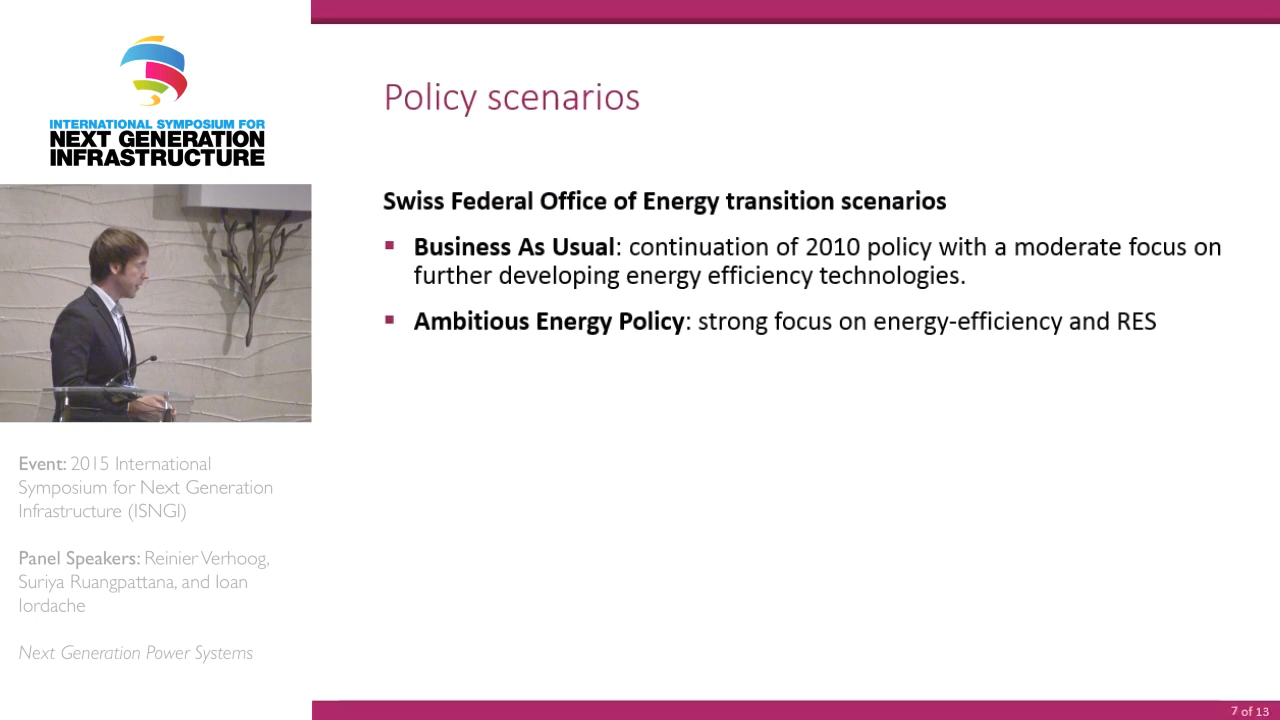 INTERNATIONAL SYMPOSIUM FOR
NEXT GENERATION
INFRASTRUCTURE
Event: 2015 International
Symposium for Next Generation
Infrastructure (ISNGI)
Panel Speakers: Reinier Verhoog,
Suriya Ruangpattana, and Ioan
Iordache
Next Generation Power Systems
Policy scenarios
Swiss Federal Office of Energy transition scenarios
▪ Business As Usual: continuation of 2010 policy with a moderate focus on
further developing energy efficiency technologies.
▪ Ambitious Energy Policy: strong focus on energy-efficiency and RES
7 of 13